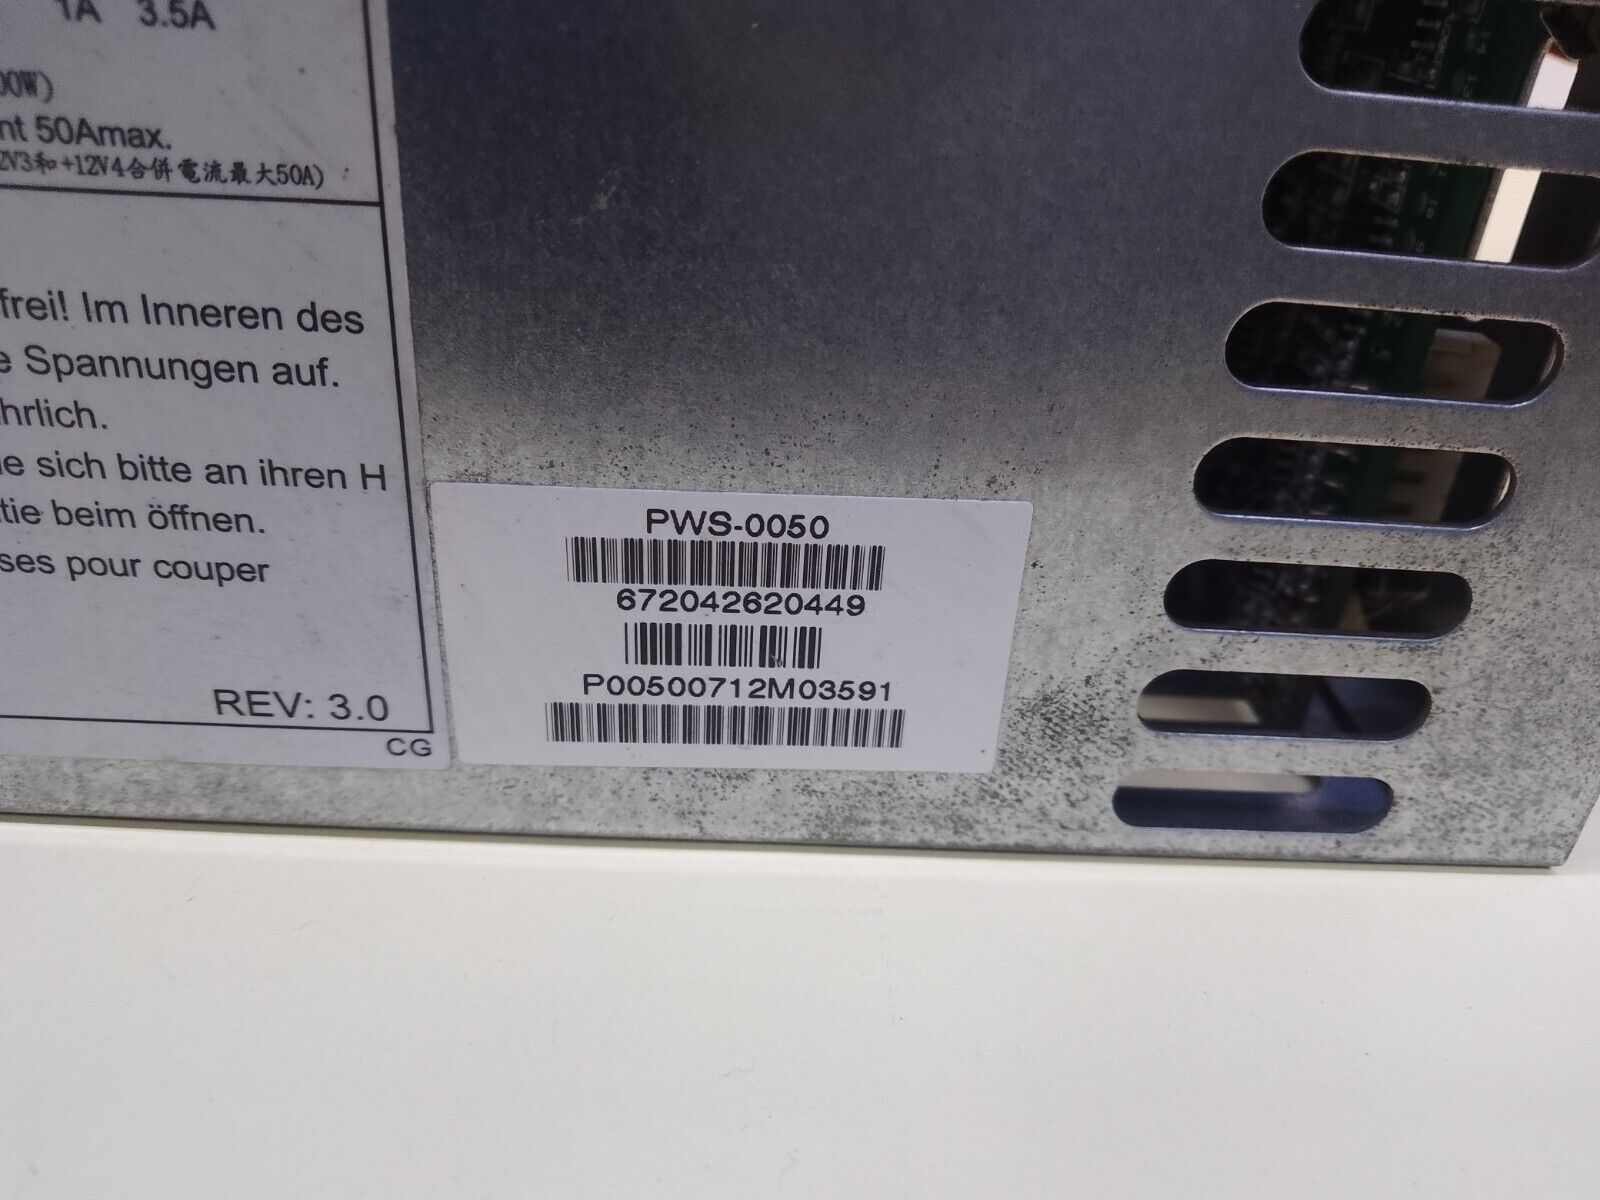 1A 3.5A
00W)
nt 50Amax.
2V3和+12V4合併電流最大50A)
frei! Im Inneren des
e Spannungen auf.
hrlich.
ie sich bitte an ihren H
tie beim öffnen.
ses pour couper
REV: 3.0
CG
PWS-0050
672042620449
P00500712M03591